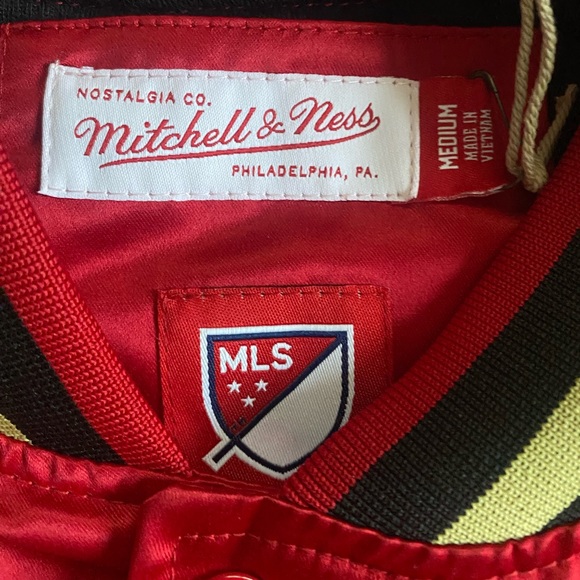 NOSTALGIA CO.
Mitchell & Ness
PHILADELPHIA, PA.
MEDIUM
MADE IN
VIETNAM
MLS